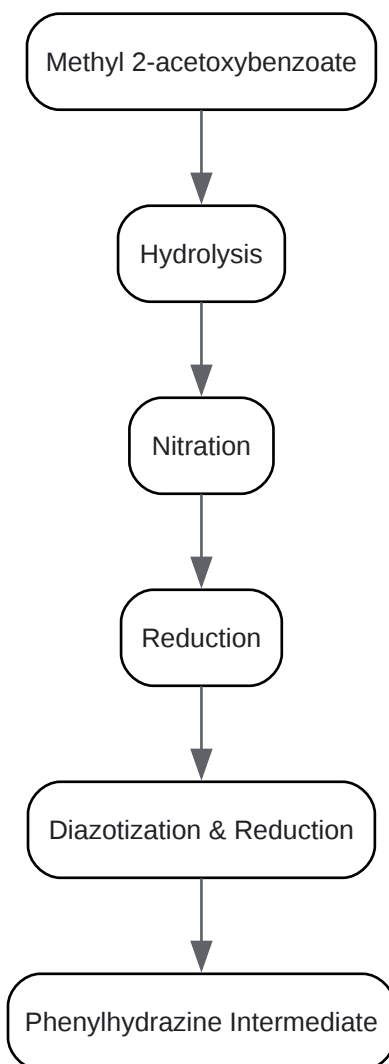 Methyl 2-acetoxybenzoate
Hydrolysis
Nitration
Reduction
Diazotization & Reduction
Phenylhydrazine Intermediate